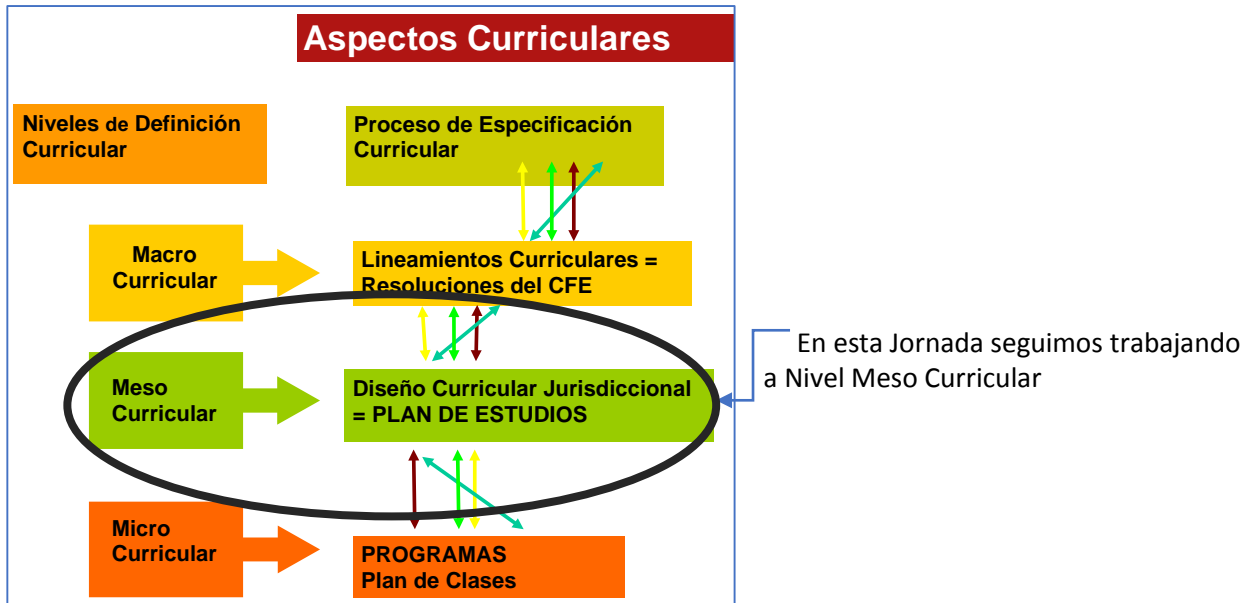 Aspectos Curriculares
Niveles de Definición
Curricular
Proceso de Especificación
Curricular
Macro
Curricular
Lineamientos Curriculares =
Resoluciones del CFE
Meso
Curricular
Diseño Curricular Jurisdiccional
= PLAN DE ESTUDIOS
En esta Jornada seguimos trabajando
a Nivel Meso Curricular
Micro
Curricular
PROGRAMAS
Plan de Clases